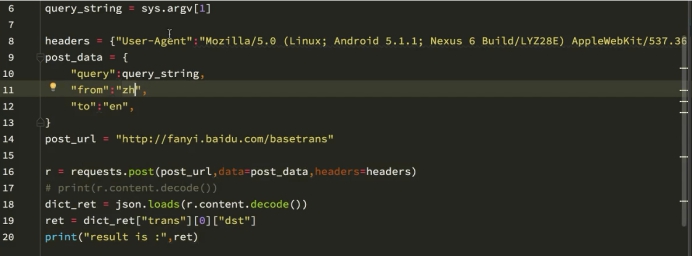 6 query_string = sys.argv[1]
7
8 headers = {"User-Agent":"Mozilla/5.0 (Linux; Android 5.1.1; Nexus 6 Build/LYZ28E) AppleWebKit/537.36
9 post_data = {
10 "query":query_string,
11 "from":"zh",
12 "to":"en",
13 }
14 post_url = "http://fanyi.baidu.com/basetrans"
15
16 r = requests.post(post_url,data=post_data,headers=headers)
17 # print(r.content.decode())
18 dict_ret = json.loads(r.content.decode())
19 ret = dict_ret["trans"][0]["dst"]
20 print("result is :",ret)